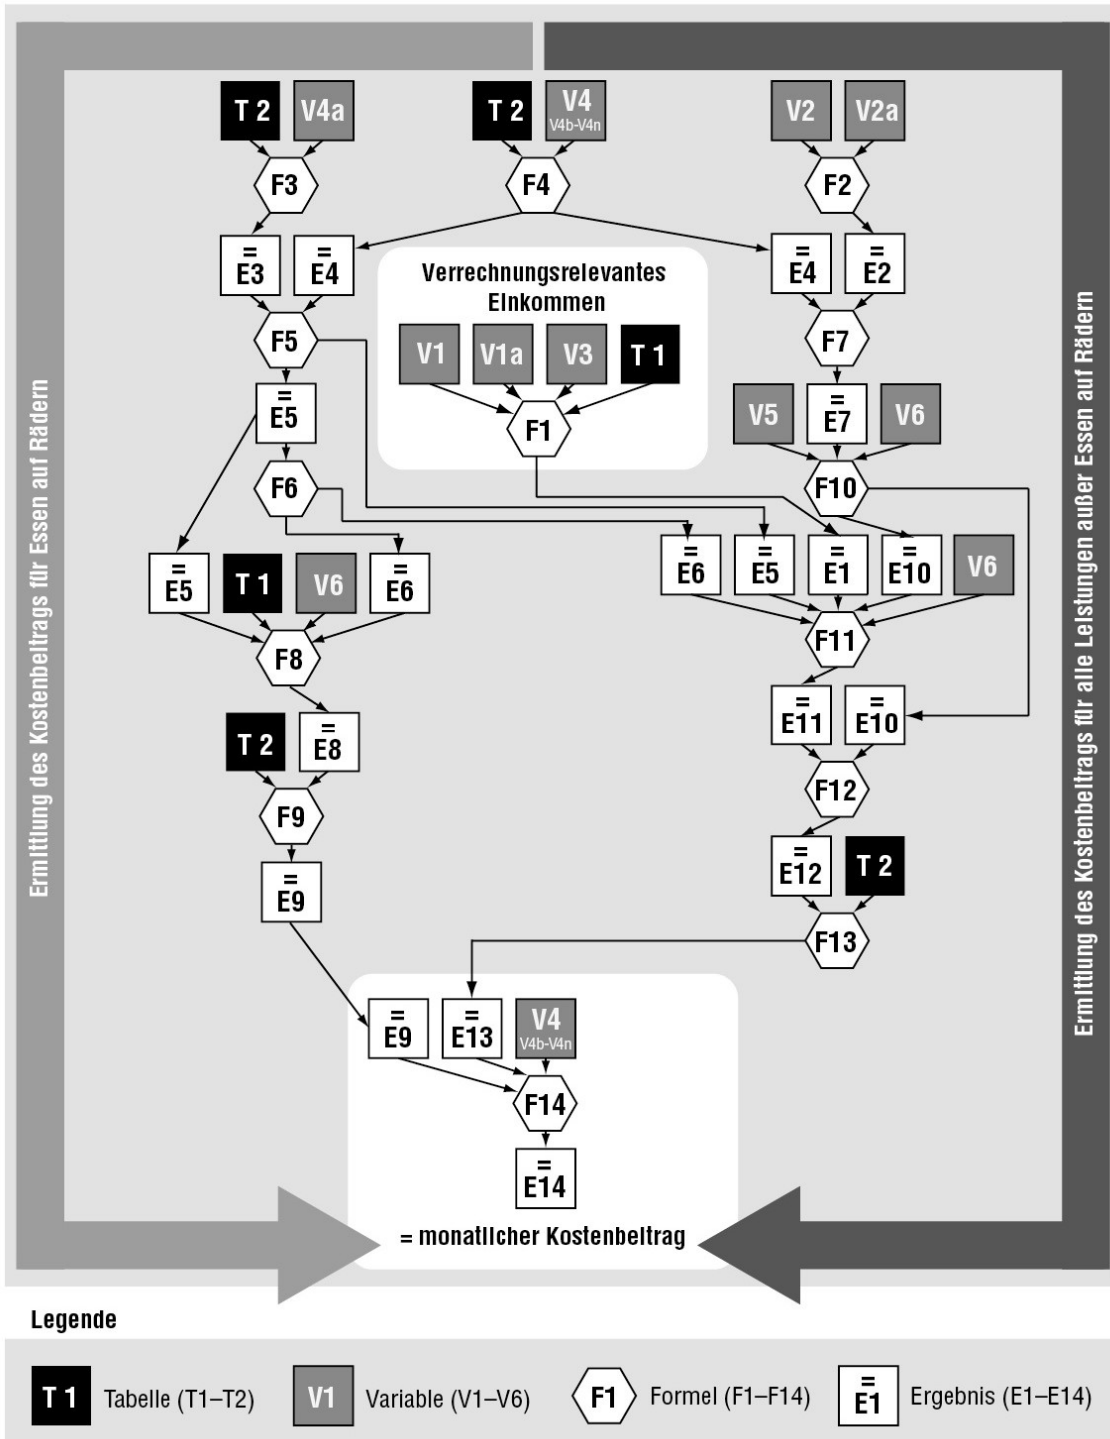 T 2 V4a T 2 V4 V2 V2a
V4b-V4n
F3 F4 F2
= = = =
E3 E4 E4 E2
Verrechnungsrelevantes
Einkommen
F5 F7
V1 V1a V3 T 1
= =
E5 V5 E7 V6
F1
F6 F10
= = = = = =
E5 T 1 V6 E6 E6 E5 E1 E10 V6
F8 F11
= = =
T 2 E8 E11 E10
F9 F12
= =
E9 E12 T 2
F13
= =
E9 E13 V4
V4b-V4n
F14
=
E14
= monatlicher Kostenbeitrag
Ermittlung des Kostenbeitrags für Essen auf Rädern
Ermittlung des Kostenbeitrags für alle Leistungen außer Essen auf Rädern
Legende
T 1 Tabelle (T1–T2) V1 Variable (V1–V6) F1 Formel (F1–F14) = E1 Ergebnis (E1–E14)